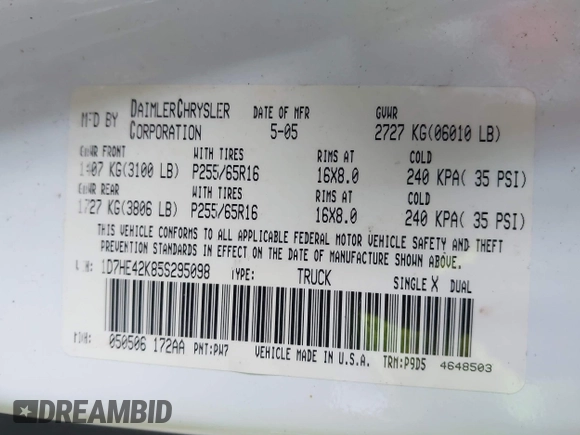 MFD BY DAIMLERCHRYSLER CORPORATION DATE OF MFR 5-05 GVWR 2727 KG(06010 LB)
GAWR FRONT WITH TIRES RIMS AT COLD
1407 KG(3100 LB) P255/65R16 16X8.0 240 KPA( 35 PSI)
GAWR REAR WITH TIRES RIMS AT COLD
1727 KG(3806 LB) P255/65R16 16X8.0 240 KPA( 35 PSI)
THIS VEHICLE CONFORMS TO ALL APPLICABLE FEDERAL MOTOR VEHICLE SAFETY AND THEFT
PREVENTION STANDARDS IN EFFECT ON THE DATE OF MANUFACTURE SHOWN ABOVE.
1D7HE42K85S295098 TYPE: TRUCK SINGLE X DUAL
MDH: 050506 172AA PNT:PW7 VEHICLE MADE IN U.S.A. TRM:P9D5 4648503
DREAMBID